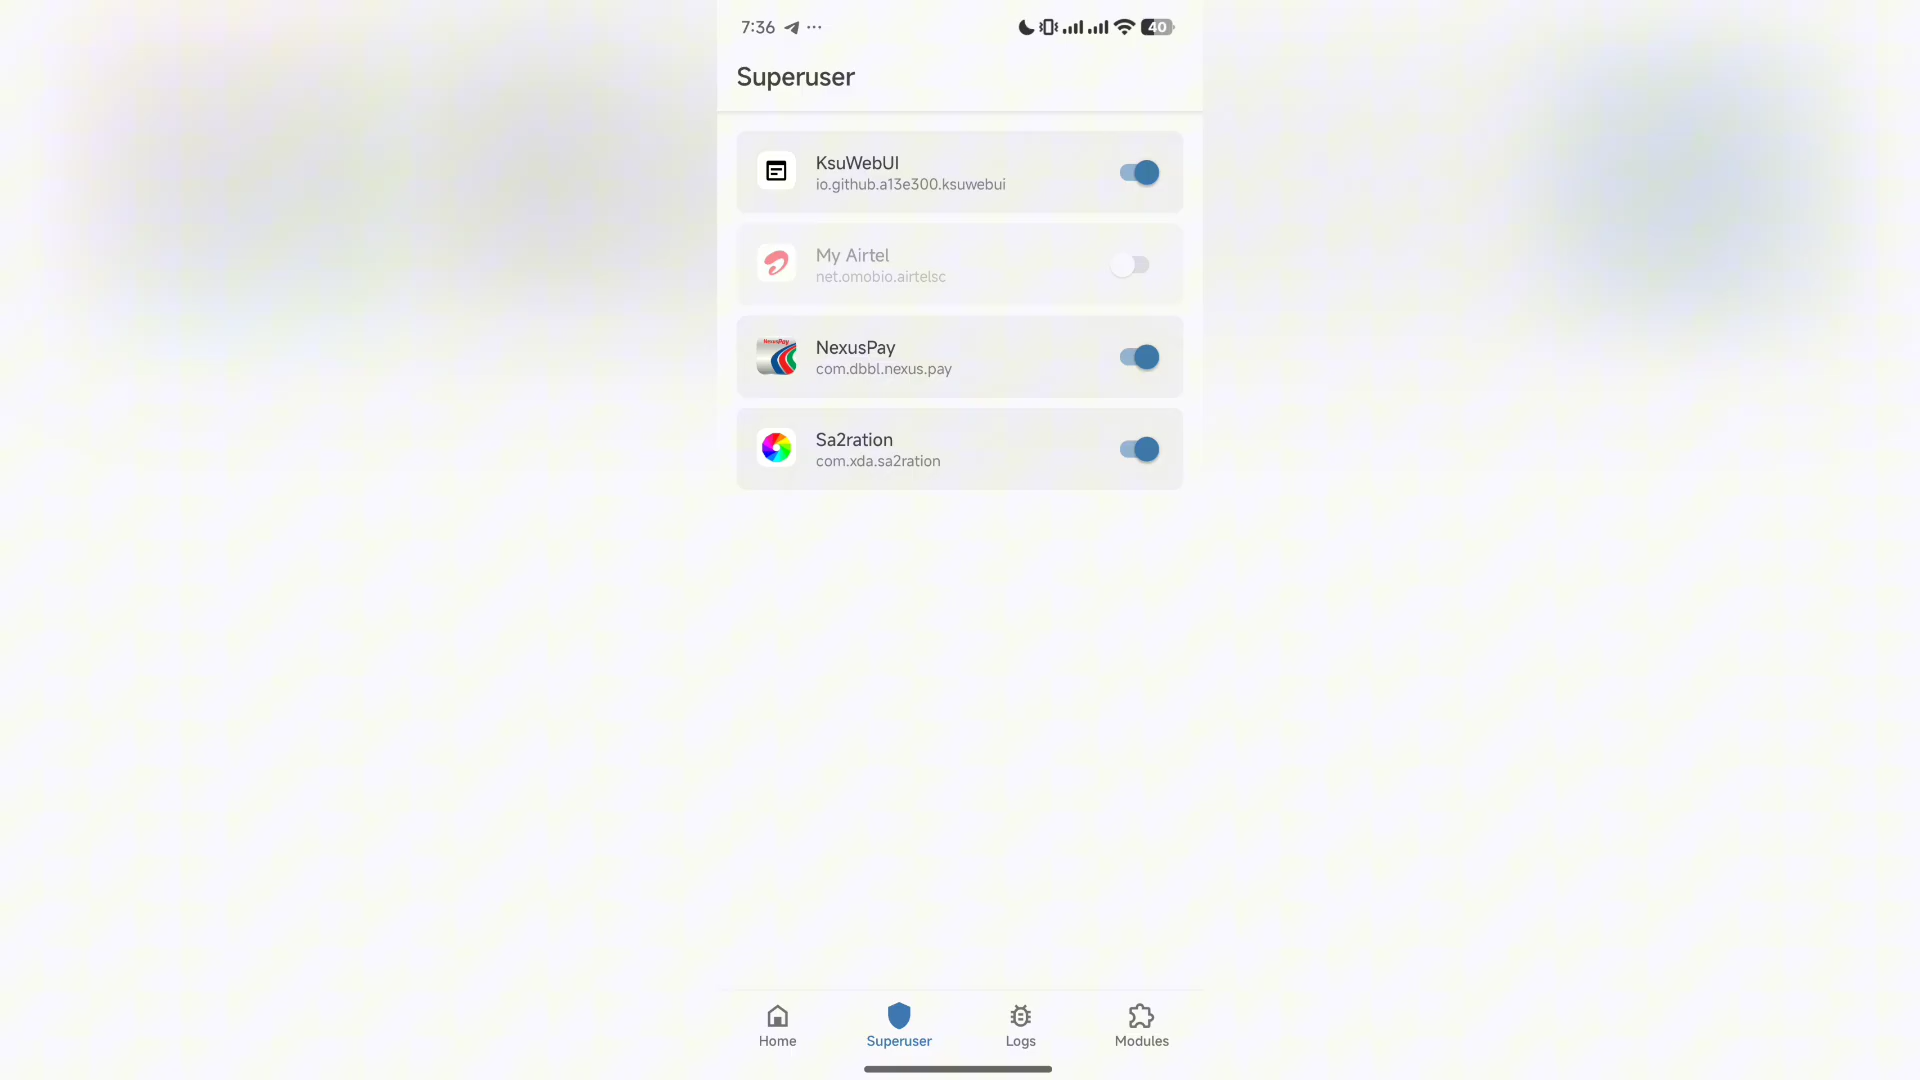 7:36
40
Superuser
KsuWebUI
io.github.a13e300.ksuwebui
My Airtel
net.omobio.airtelsc
NexusPay
NexusPay
com.dbbl.nexus.pay
Sa2ration
com.xda.sa2ration
Home
Superuser
Logs
Modules